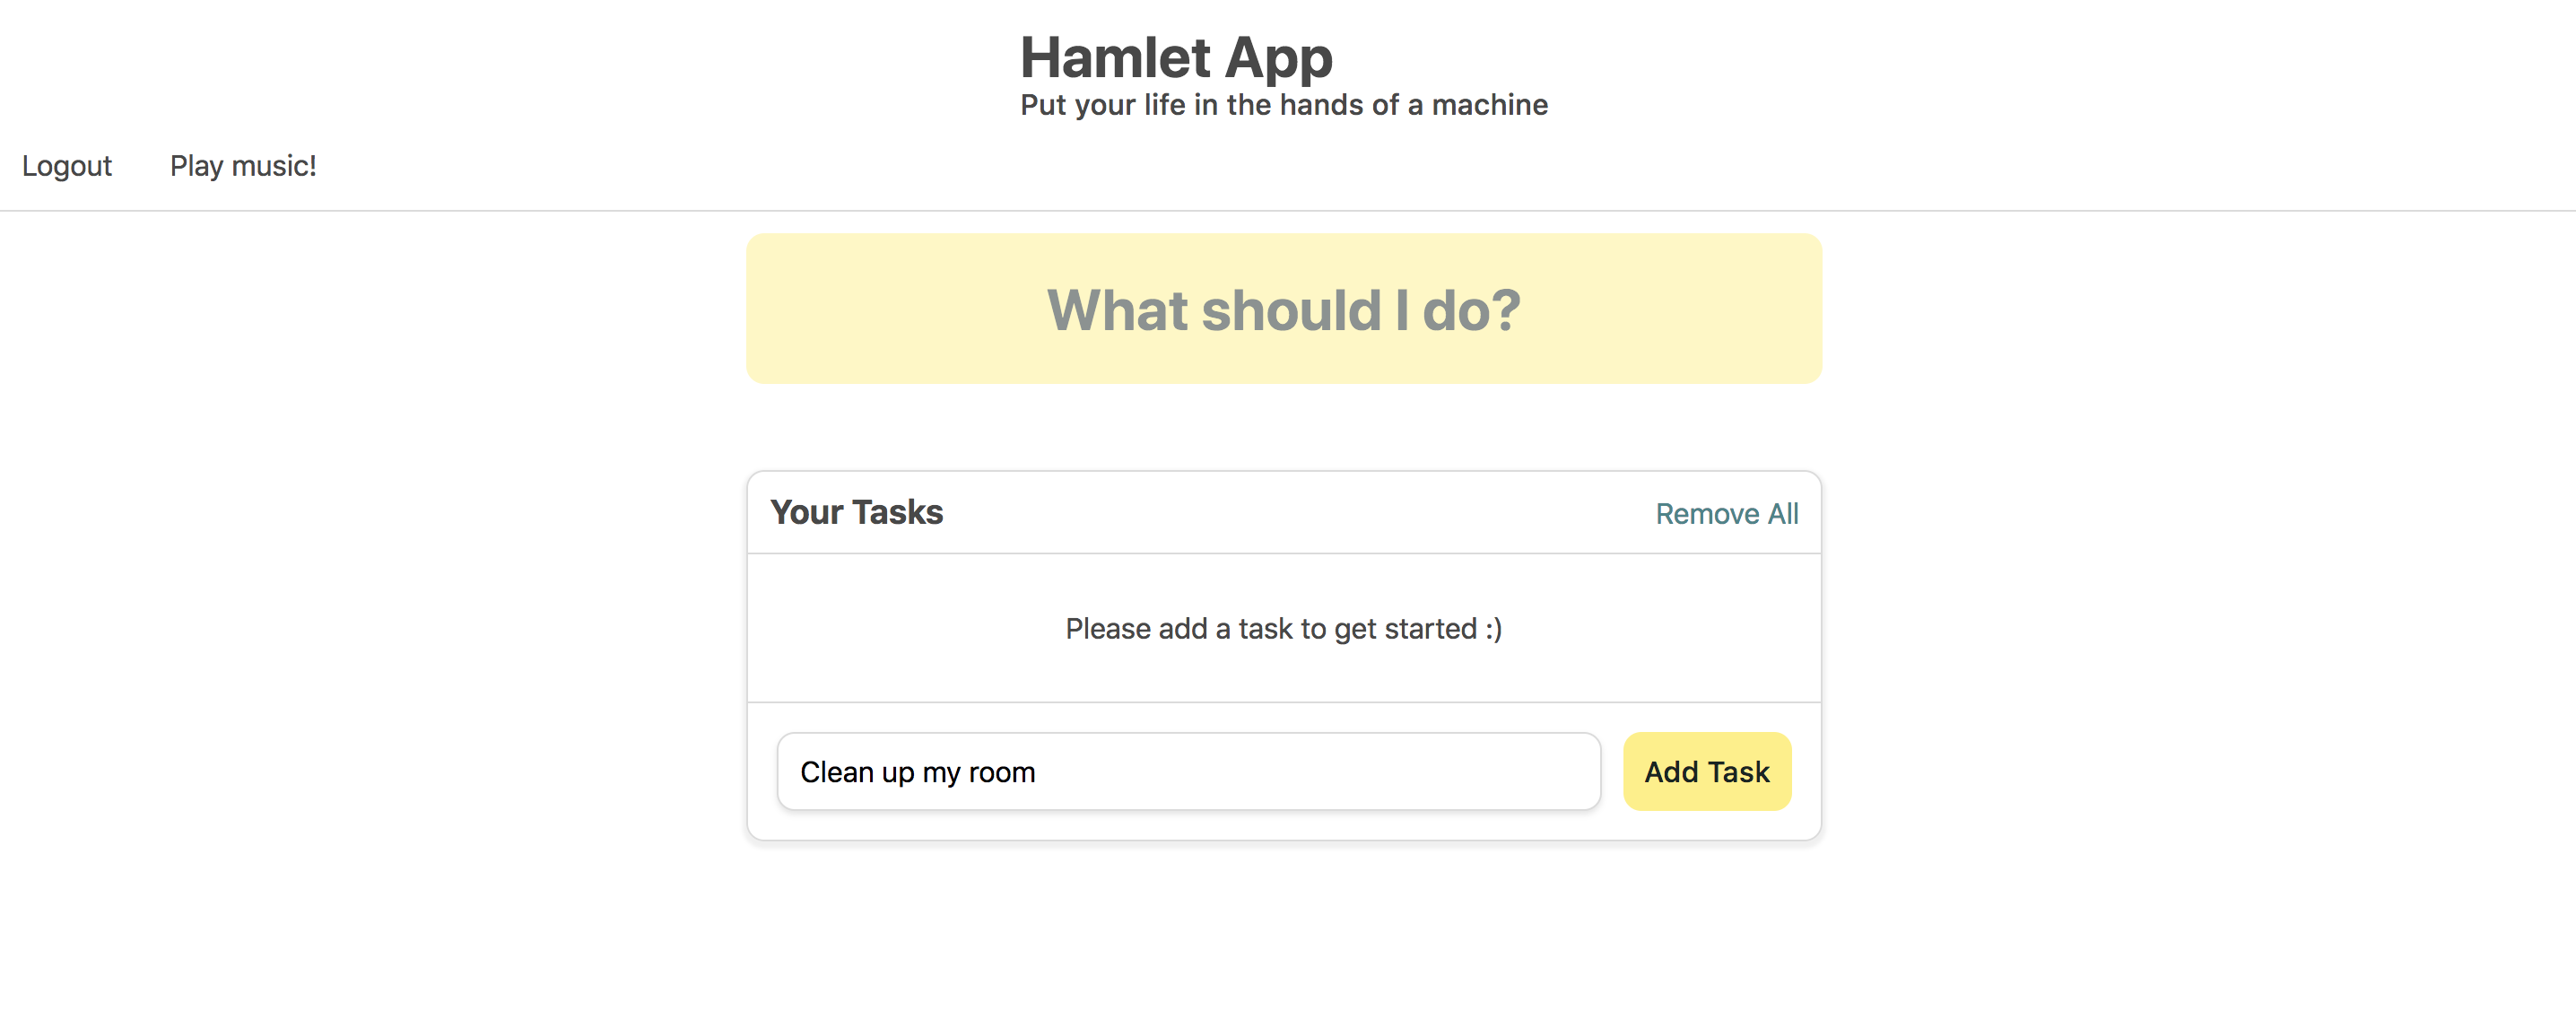 Hamlet App
Put your life in the hands of a machine
Logout Play music!
What should I do?
Your Tasks Remove All
Please add a task to get started :)
Clean up my room Add Task